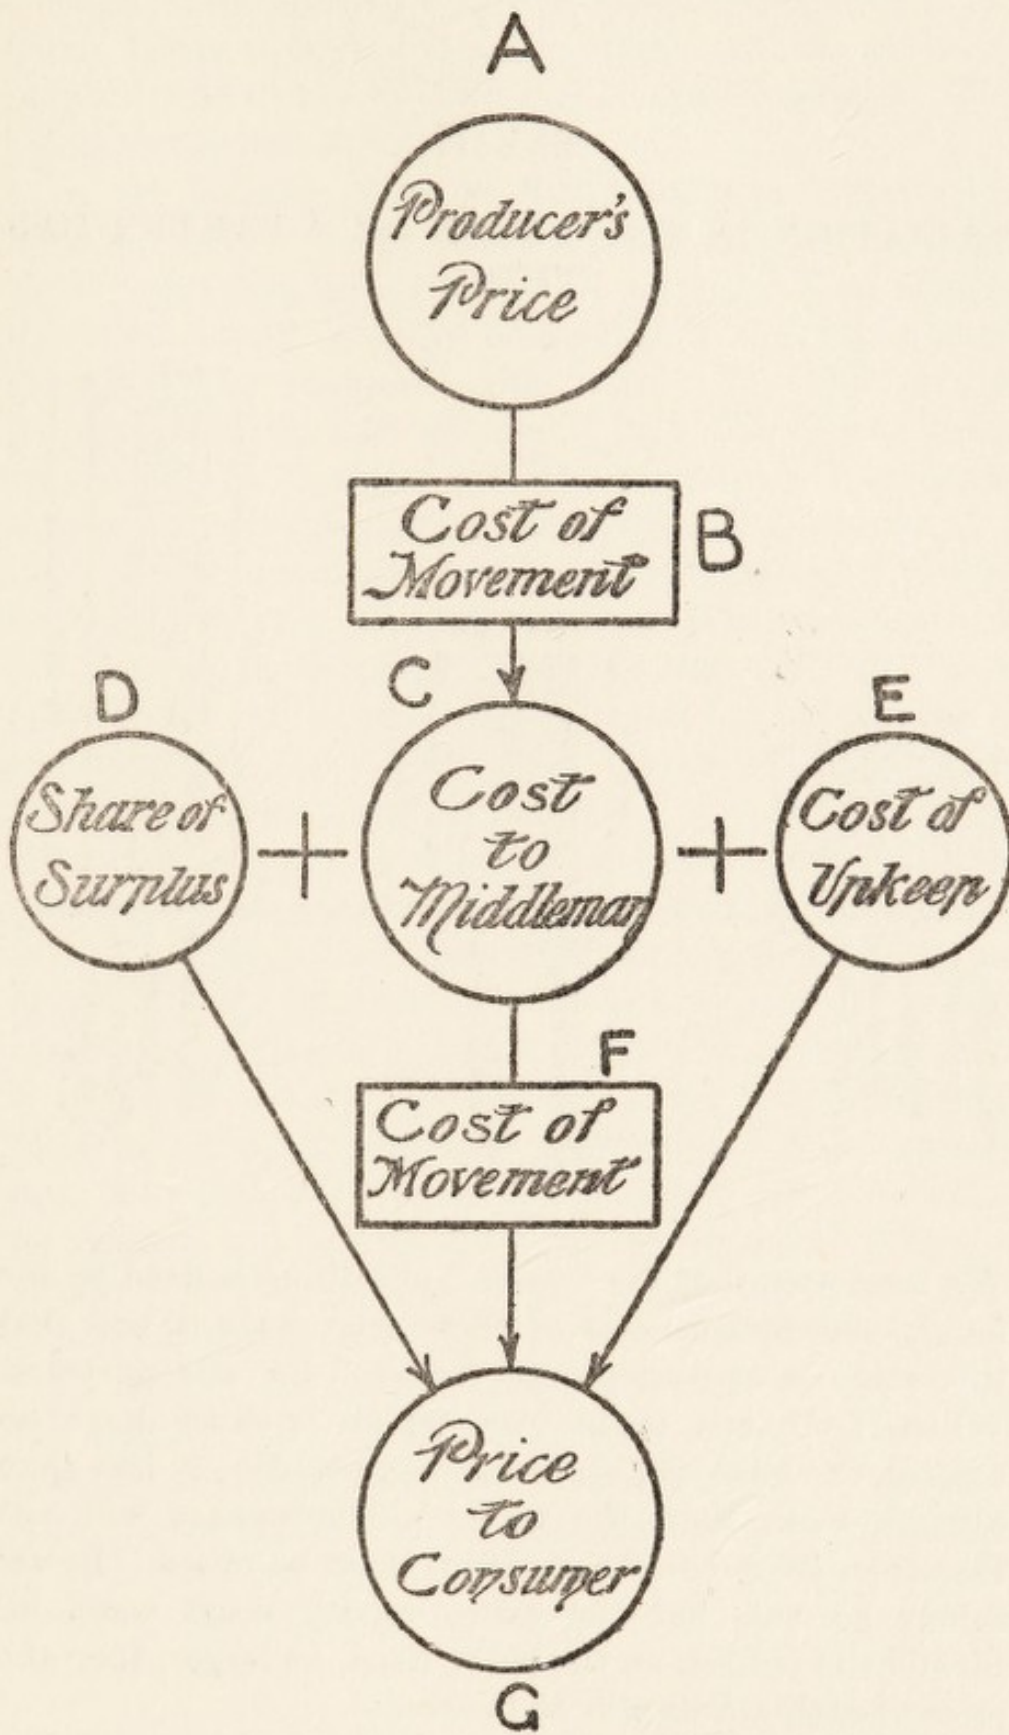 A
Producer's
Price
Cost of
Movement
B
C
D
E
Share of
Surplus
Cost
to
Middleman
Cost of
Upkeep
F
Cost of
Movement
Price
to
Consumer
G